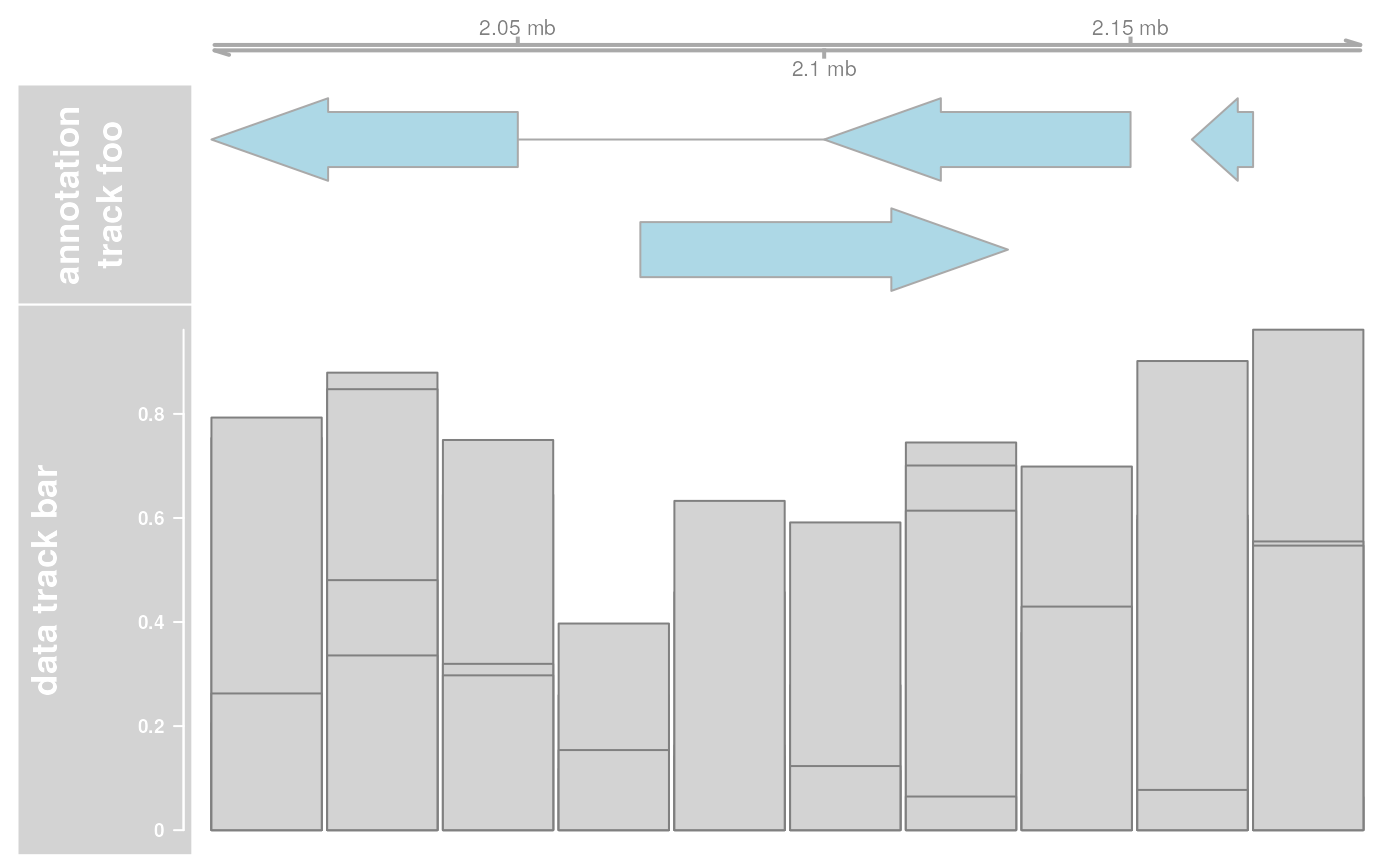 2.05 mb
2.15 mb
2.1 mb
annotation
track foo
data track bar
0.8
0.6
0.4
0.2
0